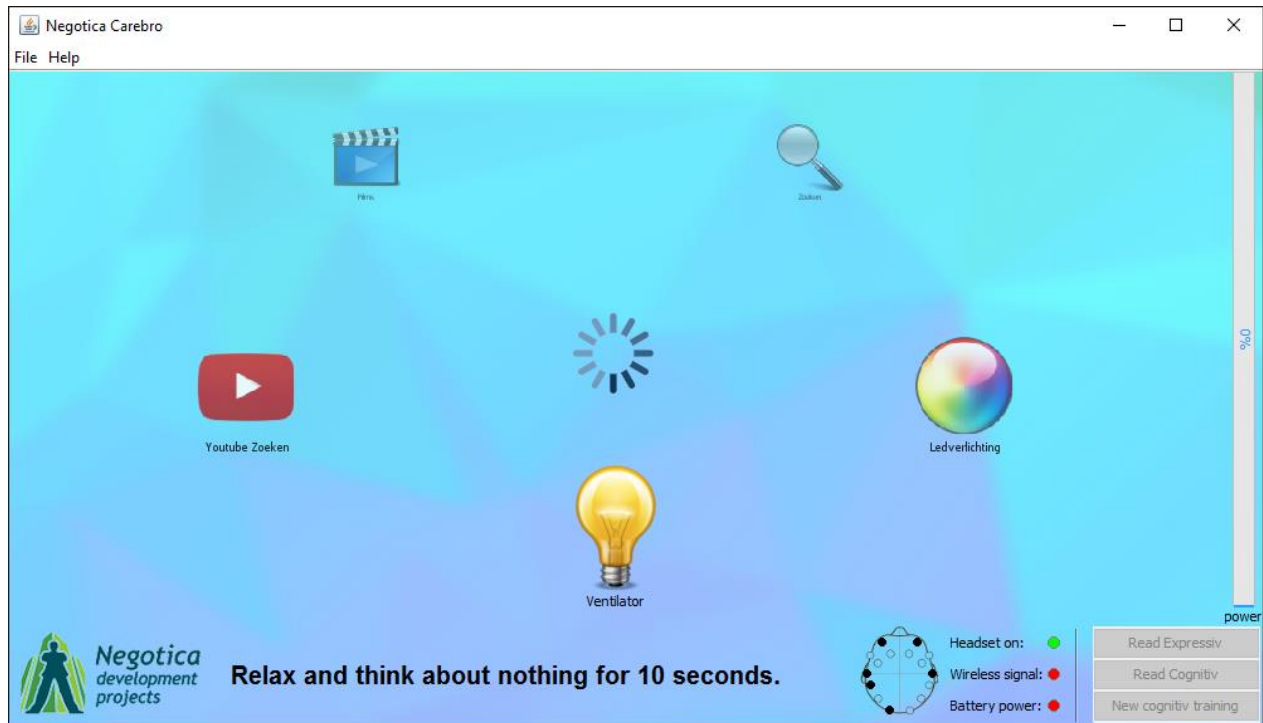 Negotica Carebro
File Help
Films
Zoeken
0%
Youtube Zoeken
Ledverlichting
Ventilator
power
Negotica
development
projects
Relax and think about nothing for 10 seconds.
Headset on:
Wireless signal:
Battery power:
Read Expressiv
Read Cognitiv
New cognitiv training